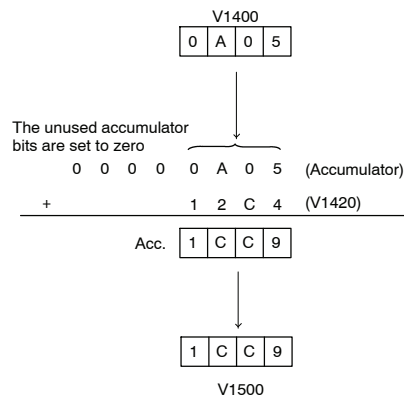 V1400
0 A 0 5
The unused accumulator
bits are set to zero
0 0 0 0 0 A 0 5 (Accumulator)
+ 1 2 C 4 (V1420)
Acc. 1 C C 9
1 C C 9
V1500